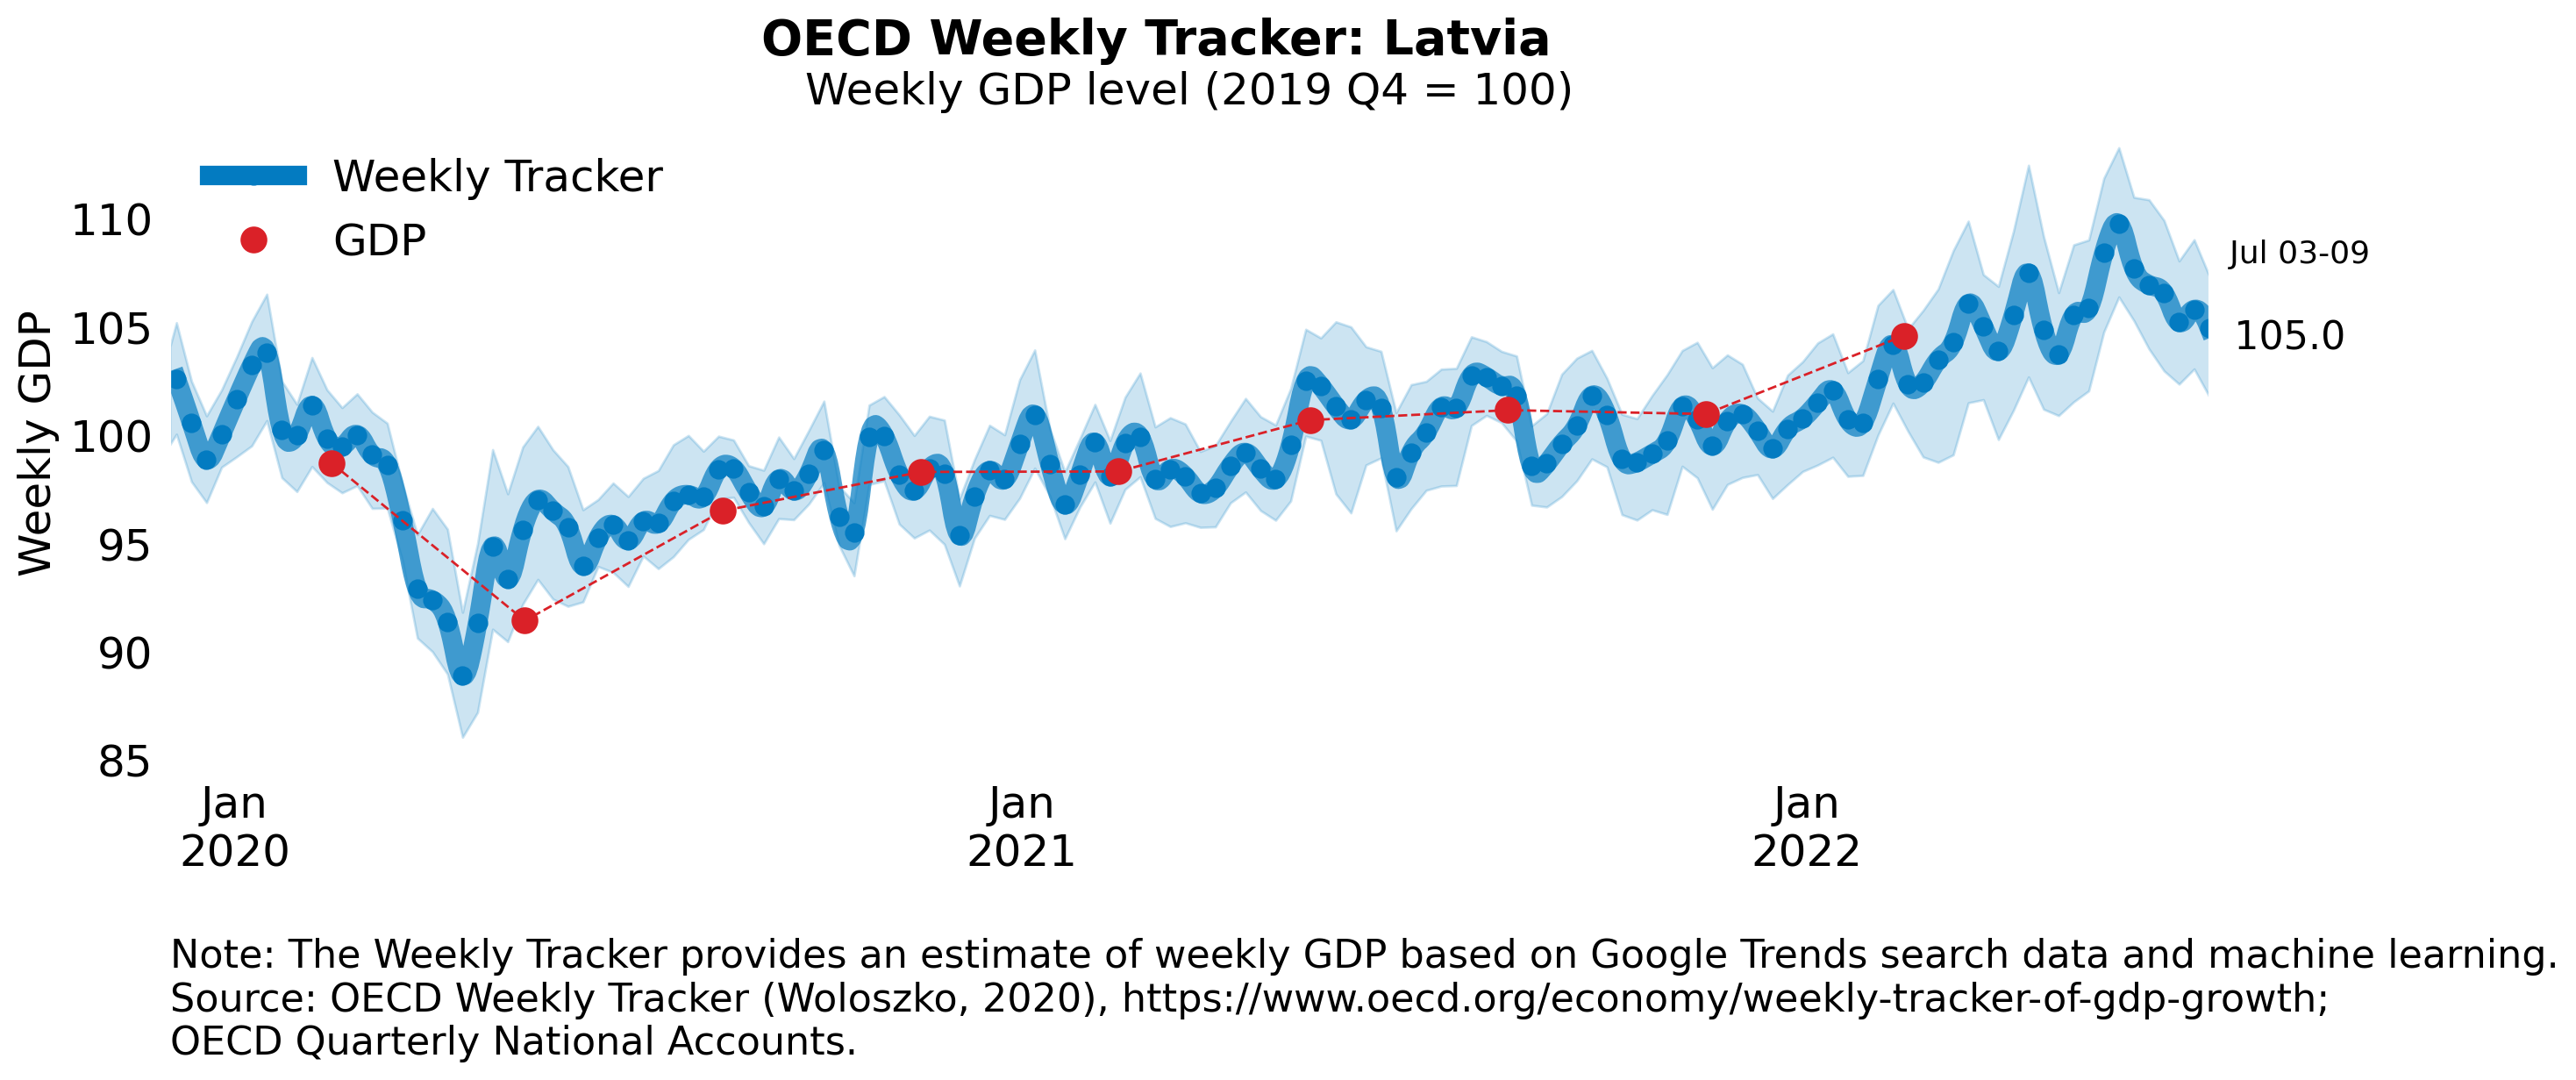 OECD Weekly Tracker: Latvia
Weekly GDP level (2019 Q4 = 100)
Weekly Tracker
GDP
110
105
100
95
90
85
Weekly GDP
Jul 03-09
105.0
Jan
2020
Jan
2021
Jan
2022
Note: The Weekly Tracker provides an estimate of weekly GDP based on Google Trends search data and machine learning.
Source: OECD Weekly Tracker (Woloszko, 2020), https://www.oecd.org/economy/weekly-tracker-of-gdp-growth;
OECD Quarterly National Accounts.